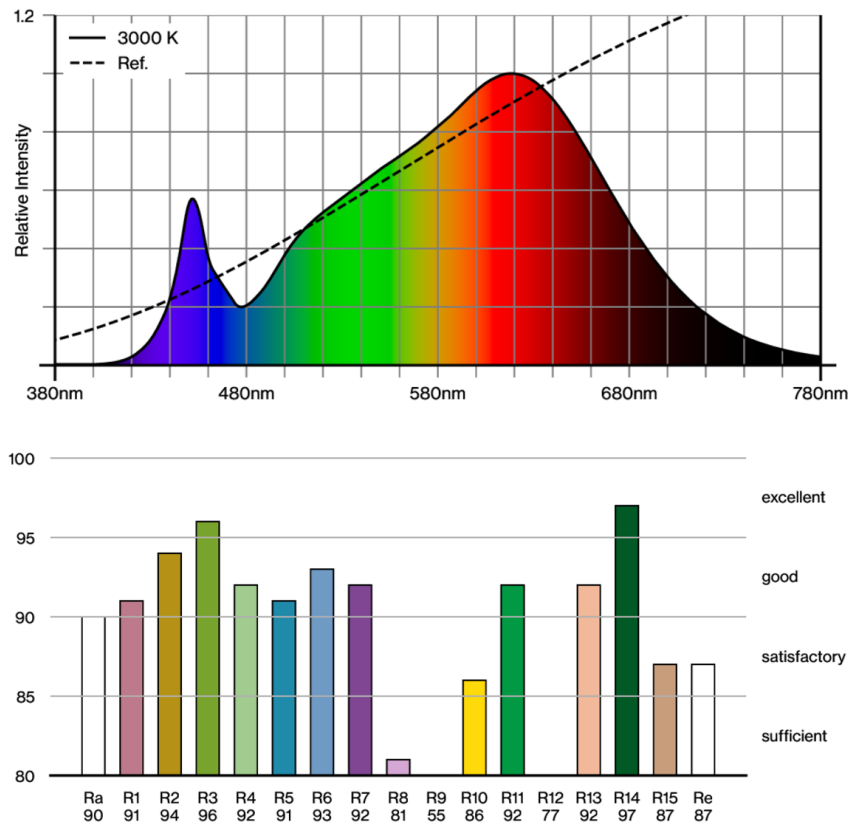 1.2
3000 K
Ref.
Relative Intensity
380nm 480nm 580nm 680nm 780nm
100
excellent
95
good
90
satisfactory
85
sufficient
80
Ra R1 R2 R3 R4 R5 R6 R7 R8 R9 R10 R11 R12 R13 R14 R15 Re
90 91 94 96 92 91 93 92 81 55 86 92 77 92 97 87 87